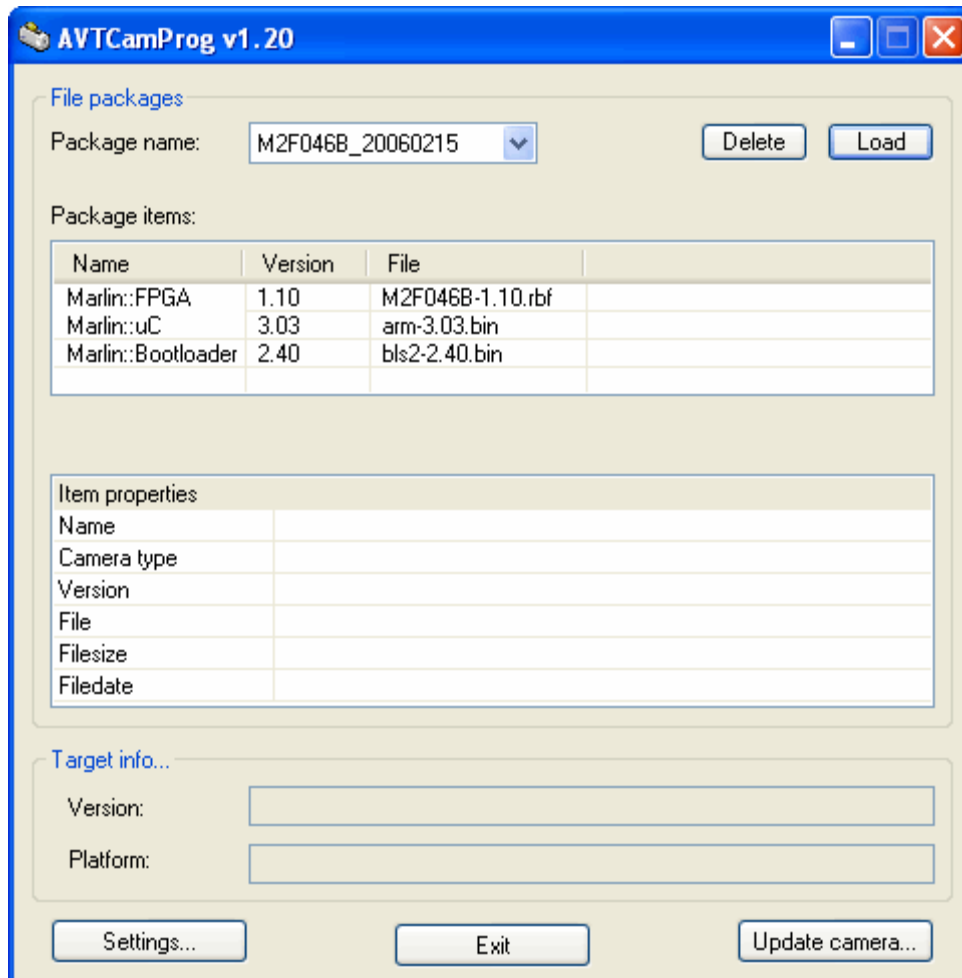 AVTCamProg v1.20
File packages
Package name: M2F046B_20060215 Delete Load
Package items:
Name Version File
Marlin::FPGA 1.10 M2F046B-1.10.rbf
Marlin::uC 3.03 arm-3.03.bin
Marlin::Bootloader 2.40 bls2-2.40.bin
Item properties
Name
Camera type
Version
File
Filesize
Filedate
Target info...
Version:
Platform:
Settings... Exit Update camera...